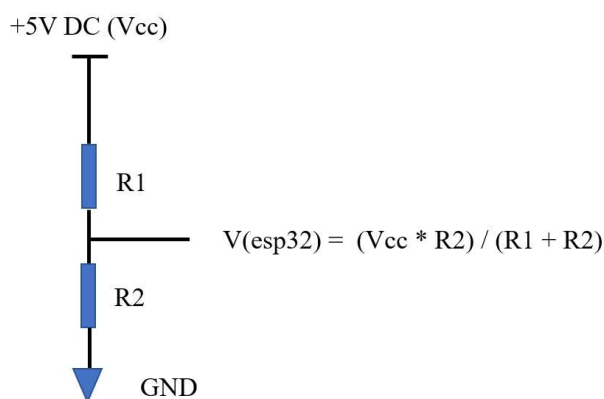 +5V DC (Vcc)
R1
V(esp32) = (Vcc * R2) / (R1 + R2)
R2
GND